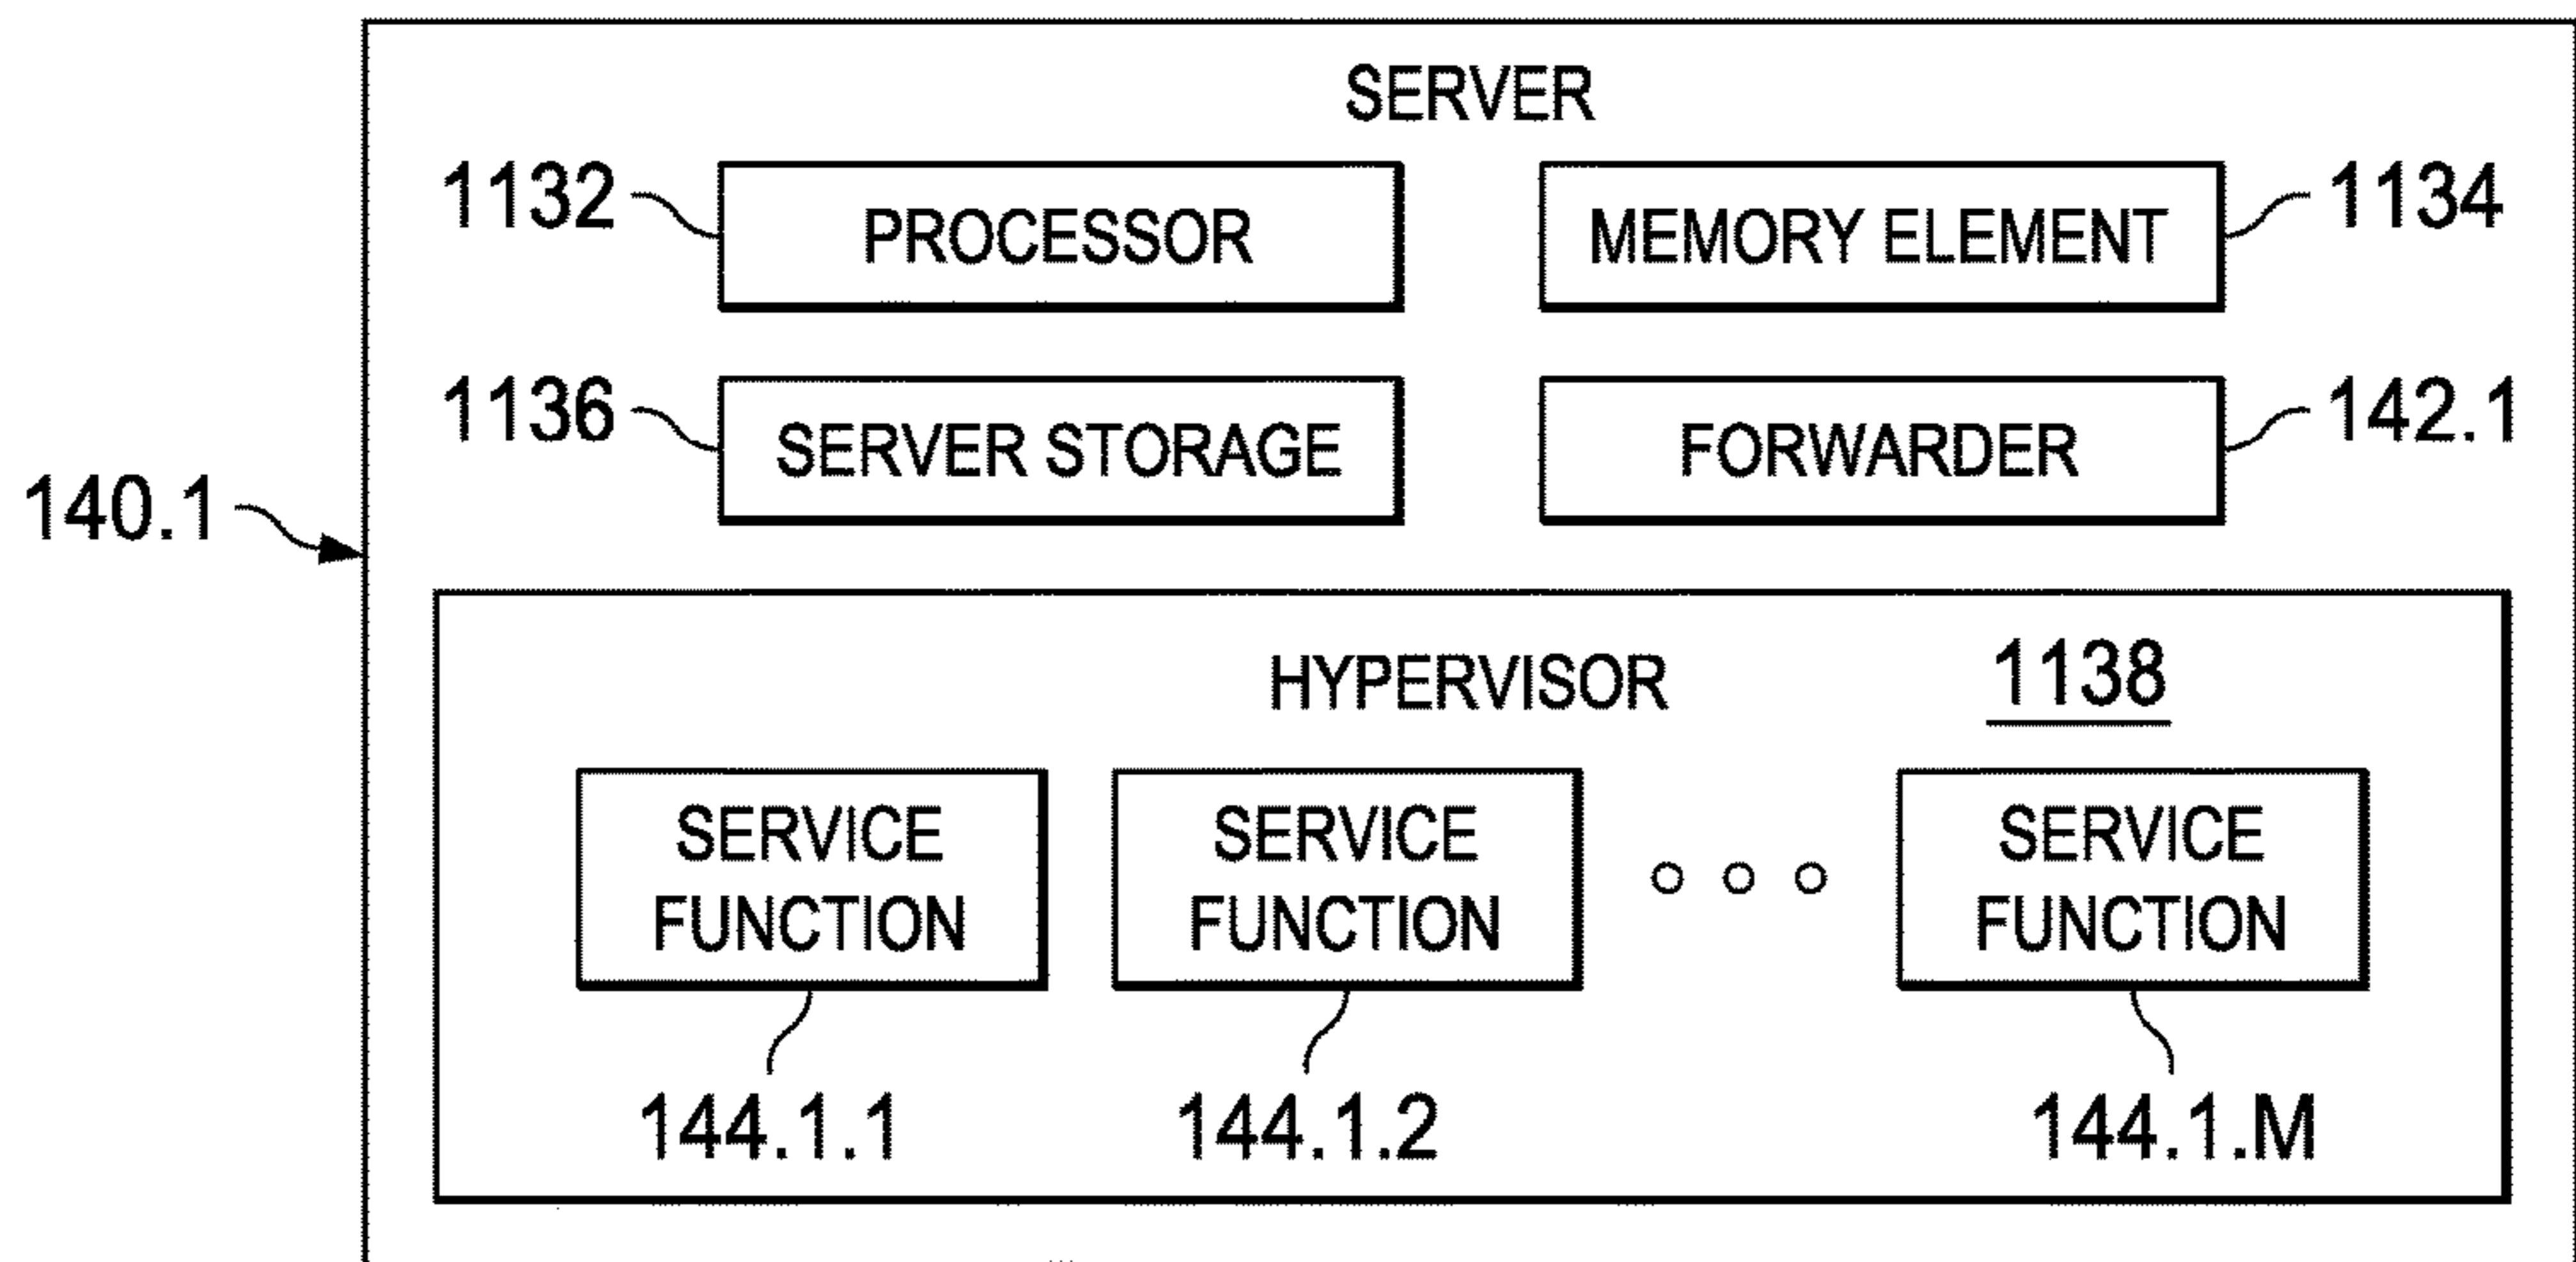 SERVER
1132
PROCESSOR
MEMORY ELEMENT
1134
1136
SERVER STORAGE
FORWARDER
142.1
140.1
HYPERVISOR
1138
SERVICE
FUNCTION
SERVICE
FUNCTION
SERVICE
FUNCTION
144.1.1
144.1.2
144.1.M